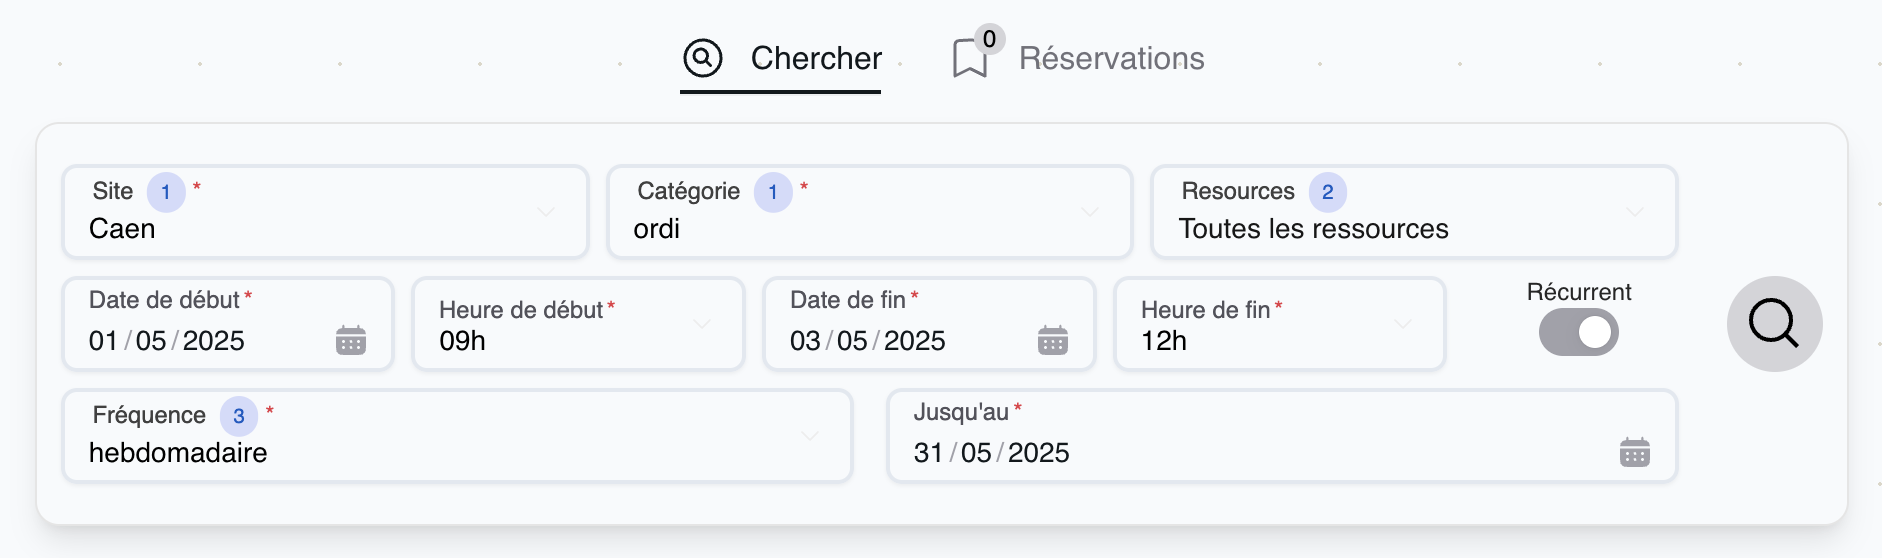 Chercher 0 Réservations
Site 1 * Catégorie 1 * Resources 2
Caen ordi Toutes les ressources
Date de début* Heure de début* Date de fin* Heure de fin* Récurrent
01/05/2025 09h 03/05/2025 12h
Fréquence 3 * Jusqu'au*
hebdomadaire 31/05/2025